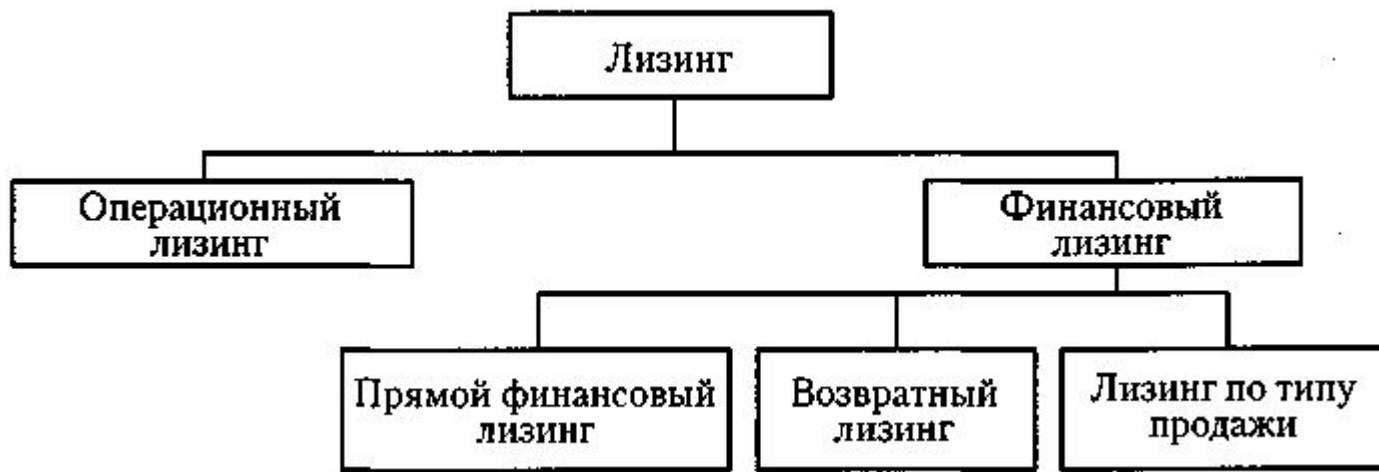 Лизинг
Операционный
лизинг
Финансовый
лизинг
Прямой финансовый
лизинг
Возвратный
лизинг
Лизинг по типу
продажи